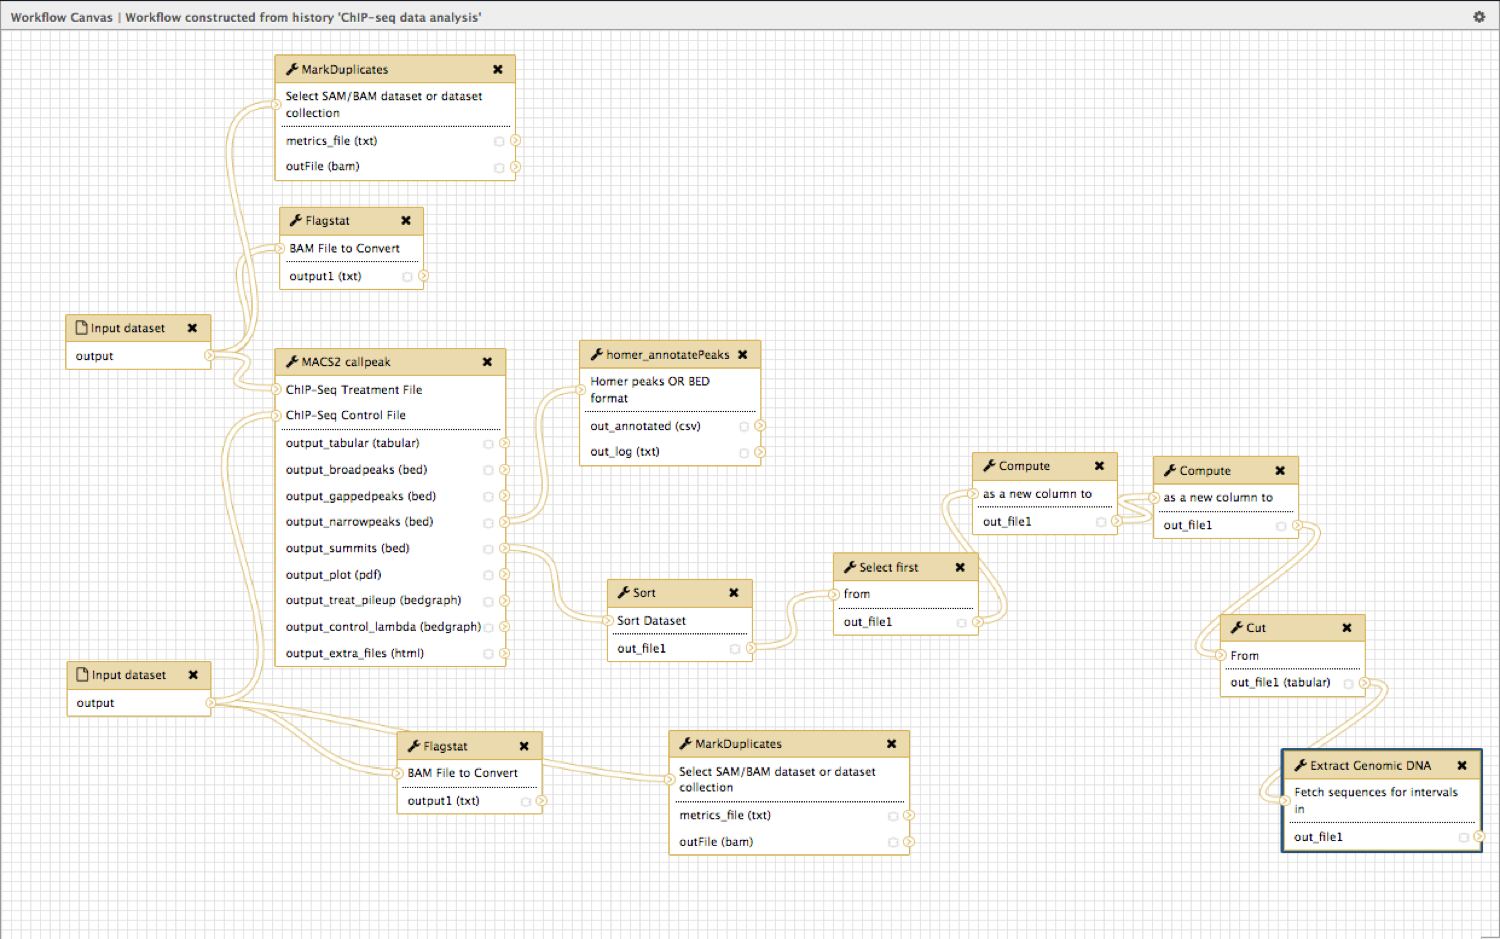 Workflow Canvas | Workflow constructed from history 'ChIP-seq data analysis'
MarkDuplicates
Select SAM/BAM dataset or dataset
collection
metrics_file (txt)
outFile (bam)
Flagstat
BAM File to Convert
output1 (txt)
Input dataset
output
MACS2 callpeak
ChIP-Seq Treatment File
ChIP-Seq Control File
output_tabular (tabular)
output_broadpeaks (bed)
output_gappedpeaks (bed)
output_narrowpeaks (bed)
output_summits (bed)
output_plot (pdf)
output_treat_pileup (bedgraph)
output_control_lambda (bedgraph)
output_extra_files (html)
homer_annotatePeaks
Homer peaks OR BED
format
out_annotated (csv)
out_log (txt)
Sort
Sort Dataset
out_file1
Select first
from
out_file1
Compute
as a new column to
out_file1
Compute
as a new column to
out_file1
Cut
From
out_file1 (tabular)
Extract Genomic DNA
Fetch sequences for intervals
in
out_file1
Input dataset
output
Flagstat
BAM File to Convert
output1 (txt)
MarkDuplicates
Select SAM/BAM dataset or dataset
collection
metrics_file (txt)
outFile (bam)